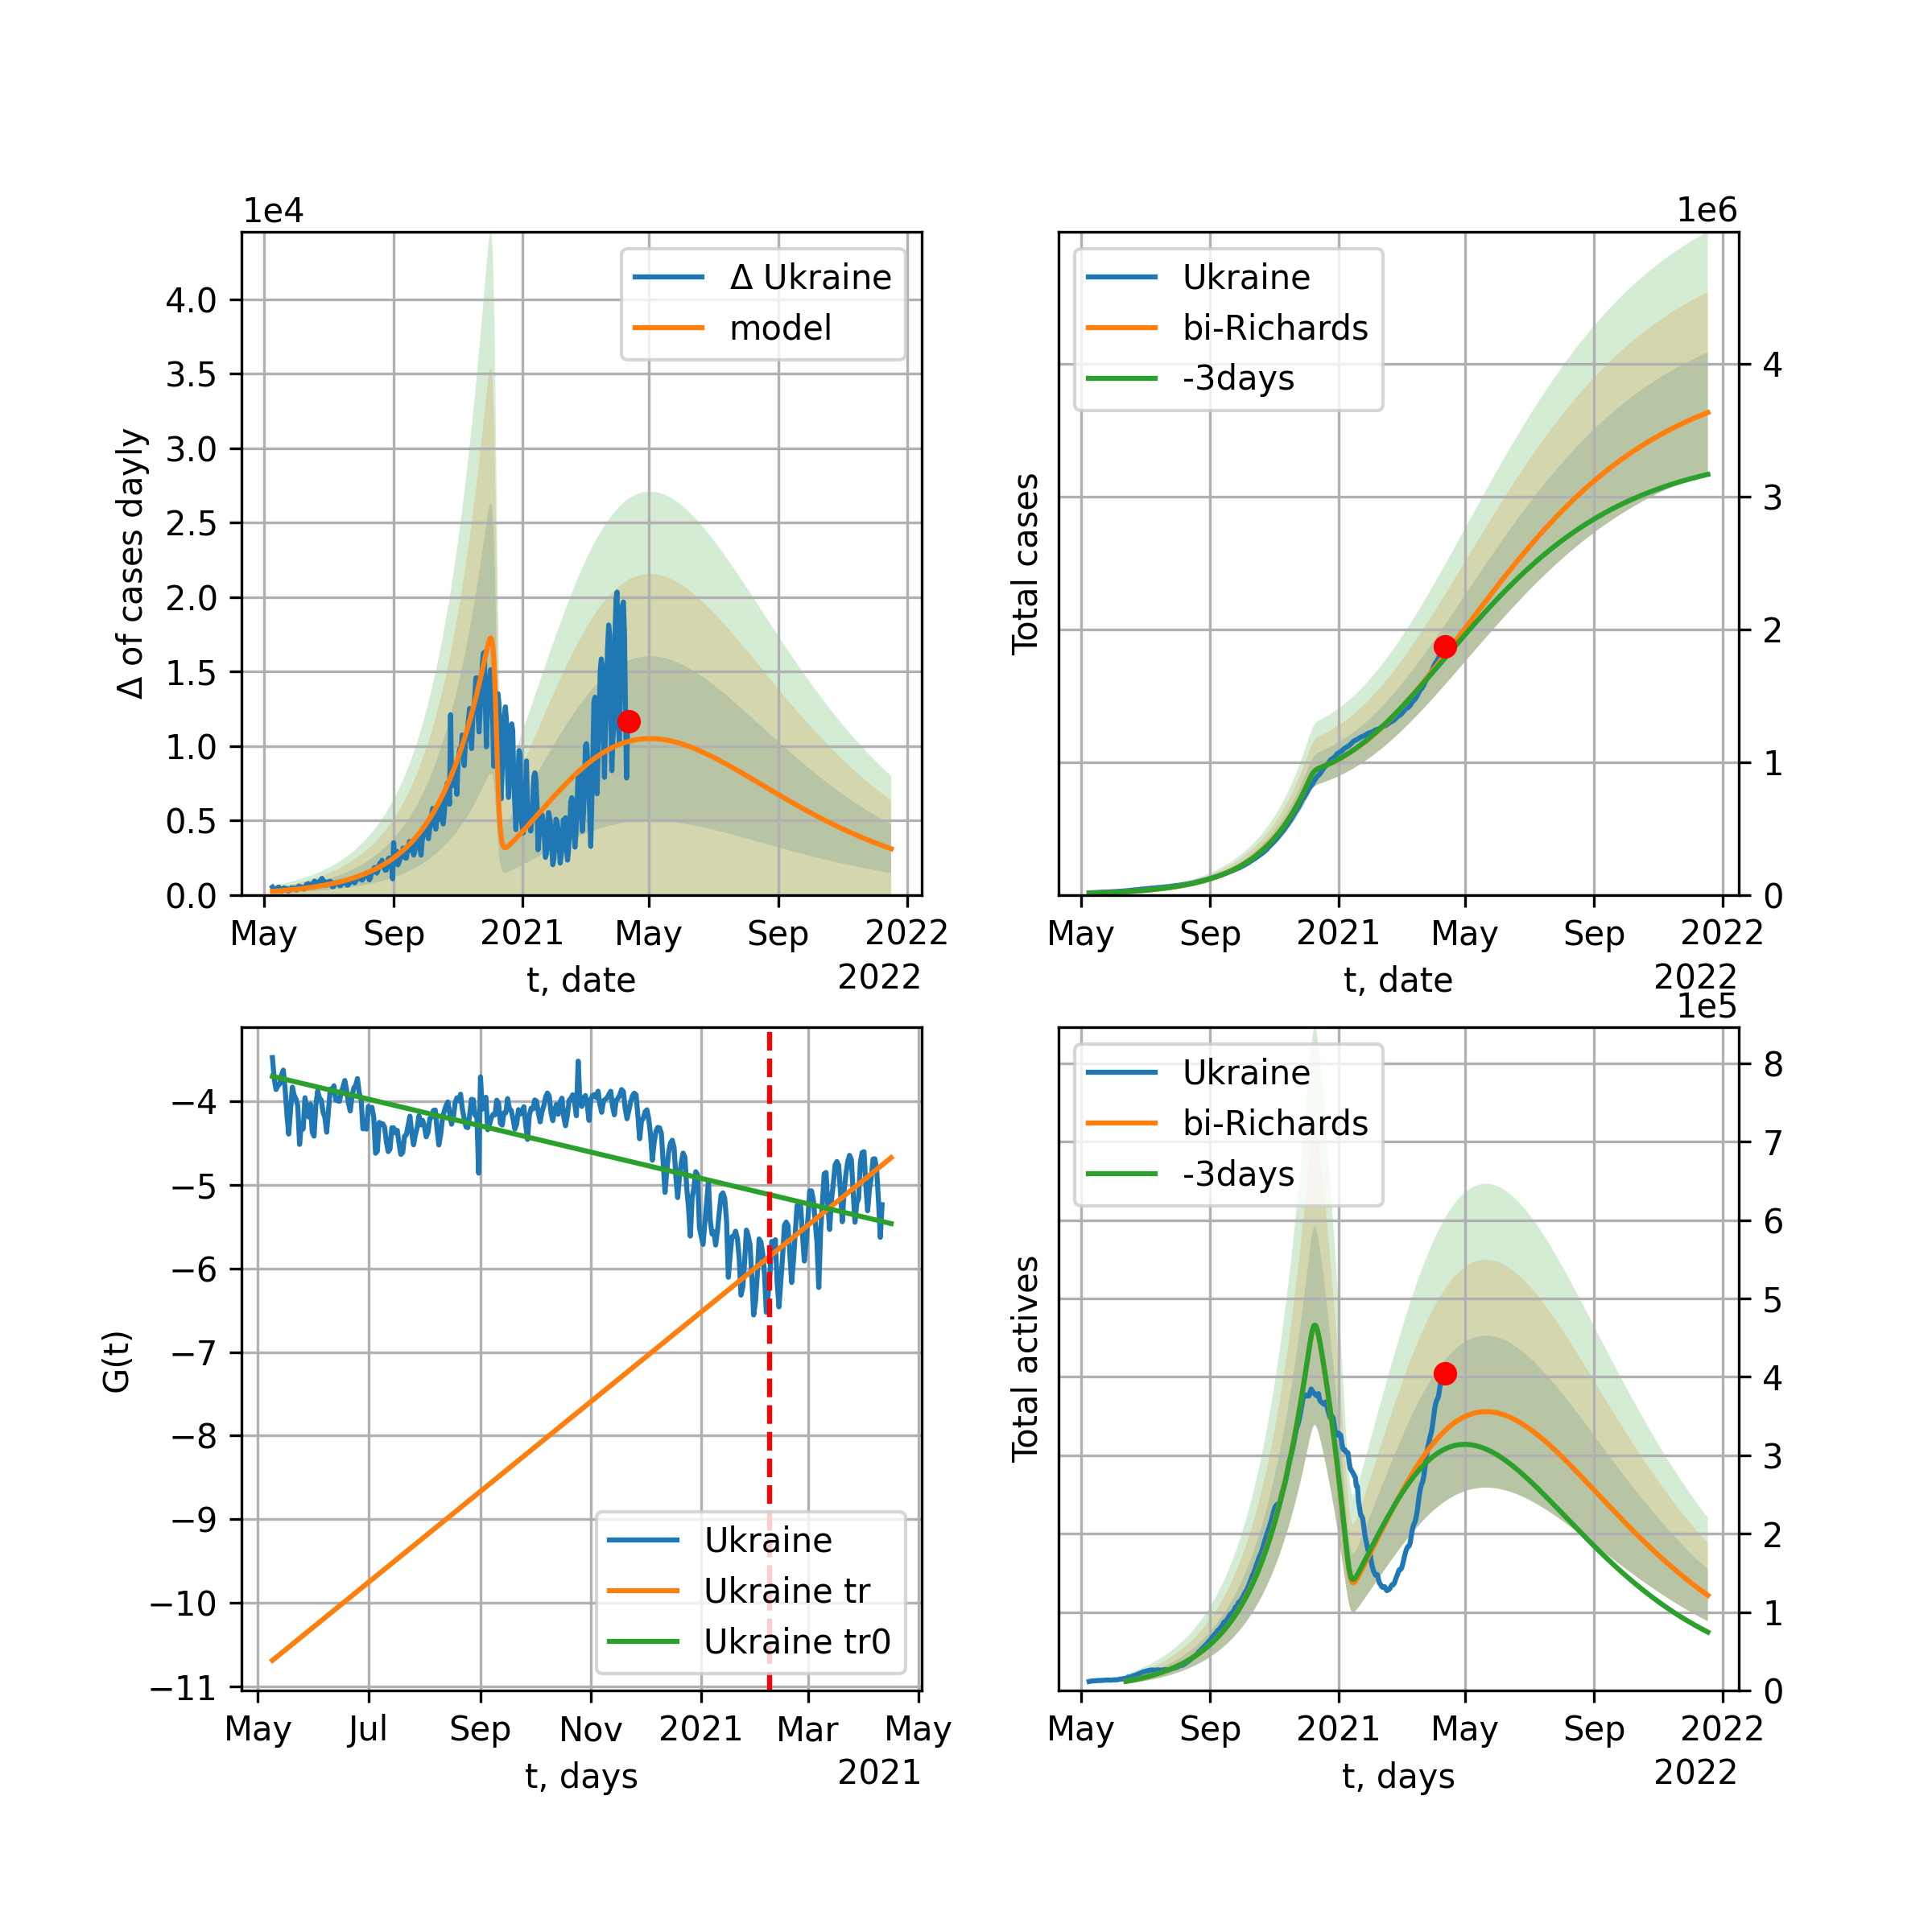 1e4
Δ of cases dayly
4.0
3.5
3.0
2.5
2.0
1.5
1.0
0.5
0.0
Δ Ukraine
model
May Sep 2021 May Sep 2022
t, date
2022
1e6
Total cases
Ukraine
bi-Richards
-3days
4
3
2
1
0
May Sep 2021 May Sep 2022
t, date
2022
G(t)
−4
−5
−6
−7
−8
−9
−10
−11
Ukraine
Ukraine tr
Ukraine tr0
May Jul Sep Nov 2021 Mar May
t, days
2021
1e5
Total actives
Ukraine
bi-Richards
-3days
8
7
6
5
4
3
2
1
0
May Sep 2021 May Sep 2022
t, days
2022